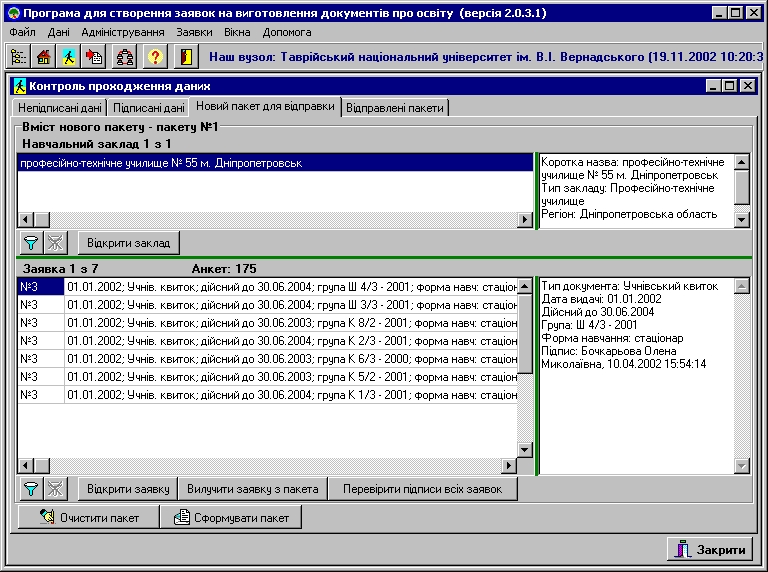 Програма для створення заявок на виготовлення документів про освіту (версія 2.0.3.1)
Файл Дані Адміністрування Заявки Вікна Допомога
Наш вузол: Таврійський національний університет ім. В.І. Вернадського (19.11.2002 10:20:3
Контроль проходження даних
Непідписані дані Підписані дані Новий пакет для відправки Відправлені пакети
Вміст нового пакету - пакету №1
Навчальний заклад 1 з 1
професійно-технічне училище № 55 м. Дніпропетровськ
Коротка назва: професійно-технічне
училище № 55 м. Дніпропетровськ
Тип закладу: Професійно-технічне
училище
Регіон: Дніпропетровська область
Відкрити заклад
Заявка 1 з 7 Анкет: 175
№3 01.01.2002; Учнів. квиток; дійсний до 30.06.2004; група Ш 4/3 - 2001; форма навч: стаціон
№3 01.01.2002; Учнів. квиток; дійсний до 30.06.2004; група Ш 3/3 - 2001; форма навч: стаціон
№3 01.01.2002; Учнів. квиток; дійсний до 30.06.2003; група К 8/2 - 2001; форма навч: стаціон
№3 01.01.2002; Учнів. квиток; дійсний до 30.06.2004; група К 2/3 - 2001; форма навч: стаціон
№3 01.01.2002; Учнів. квиток; дійсний до 30.06.2003; група К 6/3 - 2000; форма навч: стаціон
№3 01.01.2002; Учнів. квиток; дійсний до 30.06.2003; група К 5/2 - 2001; форма навч: стаціон
№3 01.01.2002; Учнів. квиток; дійсний до 30.06.2004; група К 1/3 - 2001; форма навч: стаціон
Тип документа: Учнівський квиток
Дата видачі: 01.01.2002
Дійсний до 30.06.2004
Група: Ш 4/3 - 2001
Форма навчання: стаціонар
Підпис: Бочкарьова Олена
Миколаївна, 10.04.2002 15:54:14
Відкрити заявку Вилучити заявку з пакета Перевірити підписи всіх заявок
Очистити пакет Сформувати пакет
Закрити